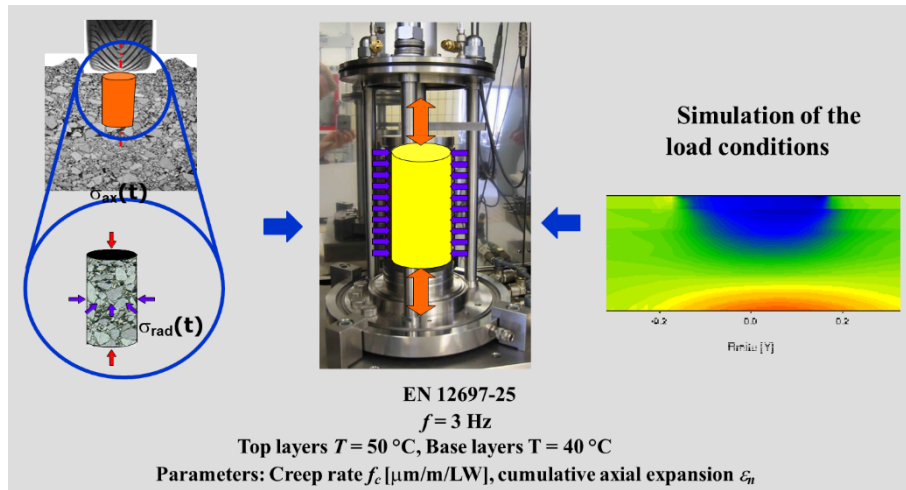 σax(t)
σrad(t)
Simulation of the
load conditions
-0.2
0.0
0.2
EN 12697-25
f = 3 Hz
Top layers T = 50 °C, Base layers T = 40 °C
Parameters: Creep rate fc [μm/m/LW], cumulative axial expansion εn